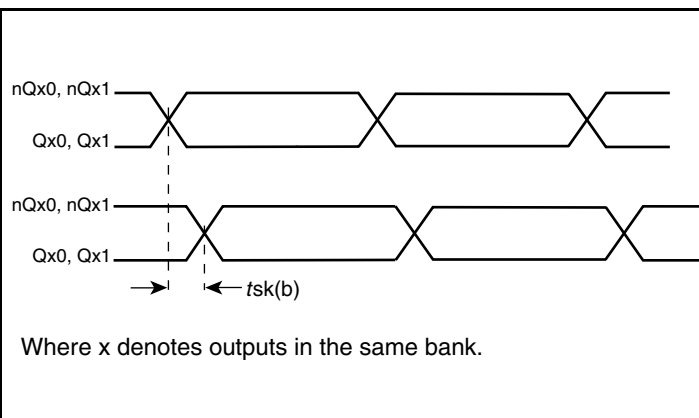 nQx0, nQx1
Qx0, Qx1
nQx0, nQx1
Qx0, Qx1
tsk(b)
Where x denotes outputs in the same bank.